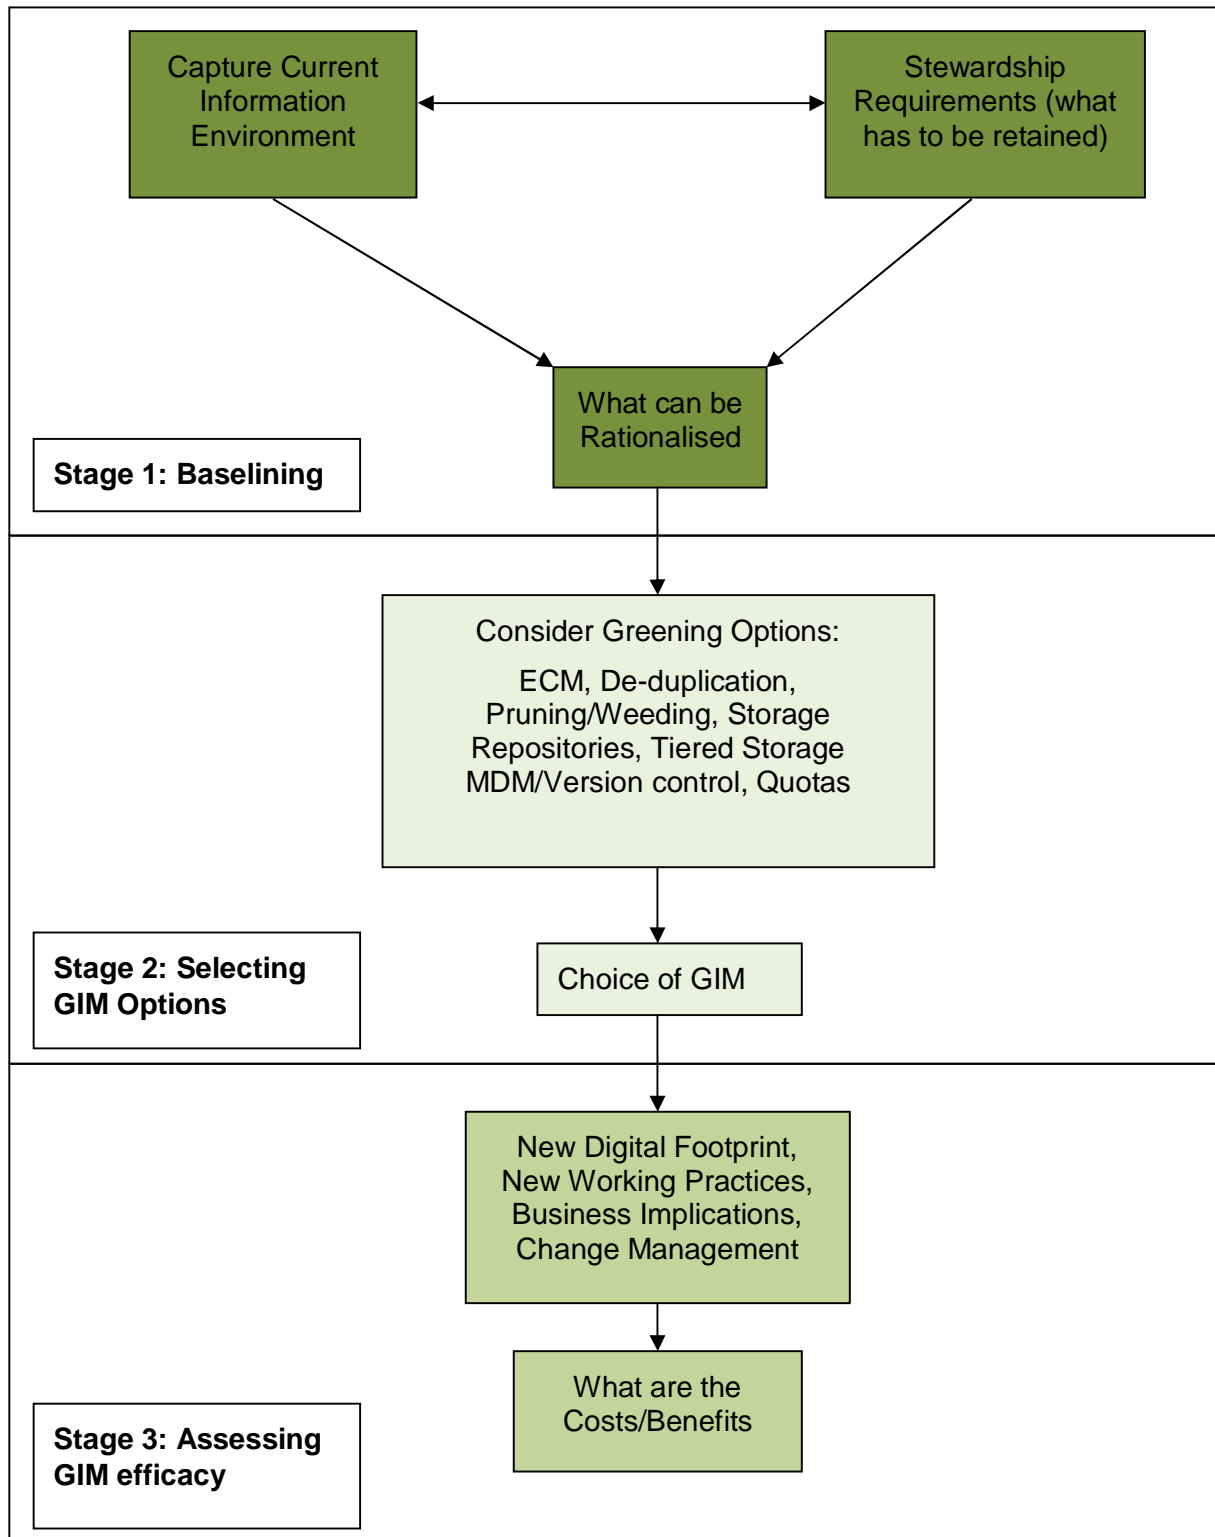 Capture Current
Information
Environment
Stewardship
Requirements (what
has to be retained)
What can be
Rationalised
Stage 1: Baselining
Consider Greening Options:
ECM, De-duplication,
Pruning/Weeding, Storage
Repositories, Tiered Storage
MDM/Version control, Quotas
Stage 2: Selecting
GIM Options
Choice of GIM
New Digital Footprint,
New Working Practices,
Business Implications,
Change Management
What are the
Costs/Benefits
Stage 3: Assessing
GIM efficacy